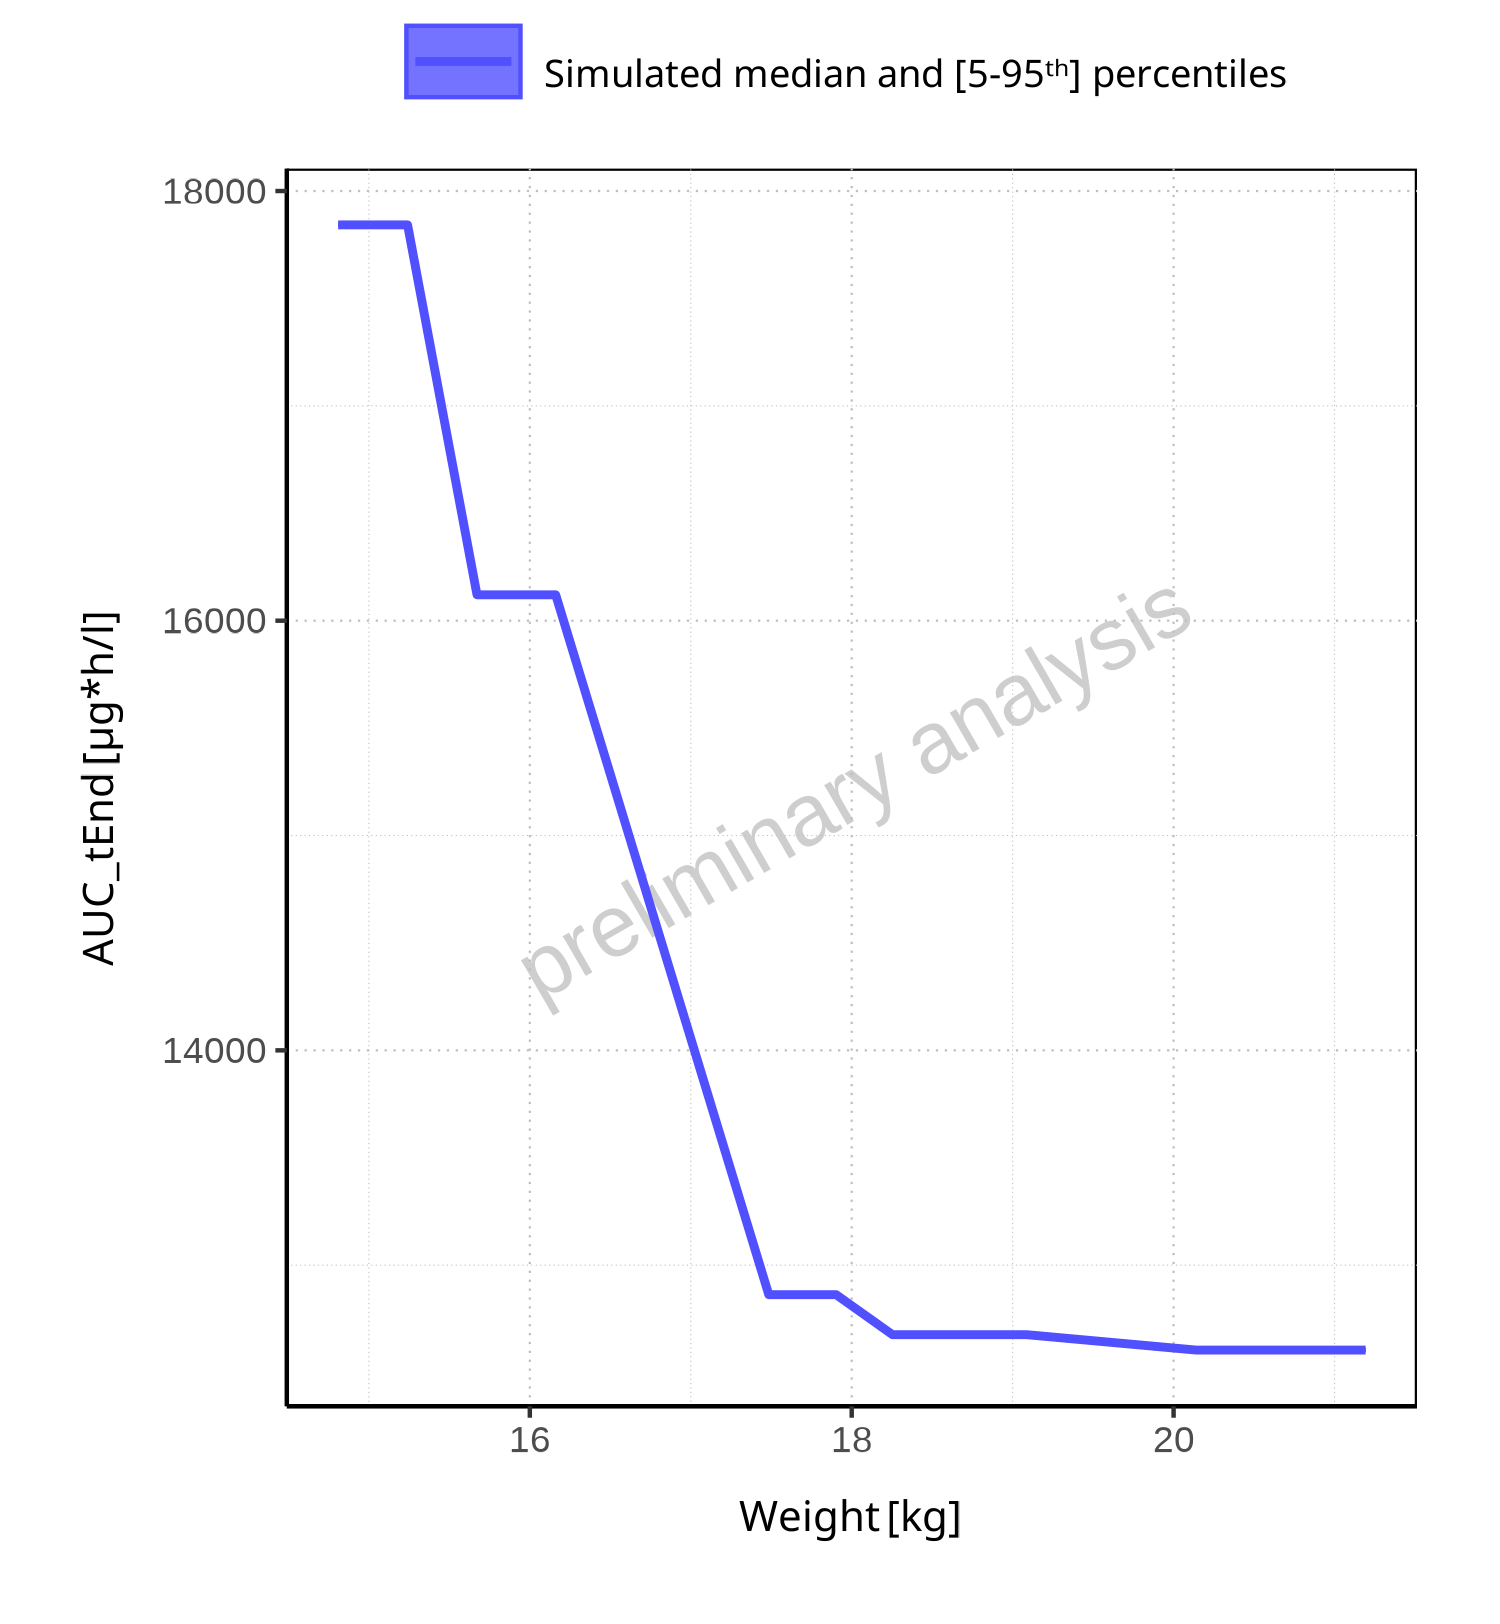 Simulated median and [5-95ᵗʰ] percentiles
18000
16000
14000
AUC_tEnd [µg*h/l]
preliminary analysis
16 18 20
Weight [kg]